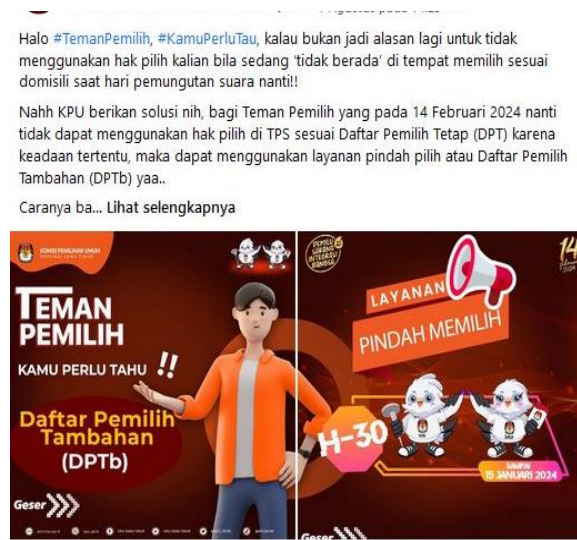 Halo #TemanPemilih, #KamuPerluTau, kalau bukan jadi alasan lagi untuk tidak
menggunakan hak pilih kalian bila sedang 'tidak berada' di tempat memilih sesuai
domisili saat hari pemungutan suara nanti!!
Nahh KPU berikan solusi nih, bagi Teman Pemilih yang pada 14 Februari 2024 nanti
tidak dapat menggunakan hak pilih di TPS sesuai Daftar Pemilih Tetap (DPT) karena
keadaan tertentu, maka dapat menggunakan layanan pindah pilih atau Daftar Pemilih
Tambahan (DPTb) yaa..
Caranya ba... Lihat selengkapnya
KOMISI PEMILIHAN UMUM
TEMAN
PEMILIH
KAMU PERLU TAHU !!
Daftar Pemilih
Tambahan
(DPTb)
Geser
PEMILU
SARANA
INTEGRASI
BANGSA
14
LAYANAN
PINDAH MEMILIH
H-30
SAMPAI
15 JANUARI 2024
Geser